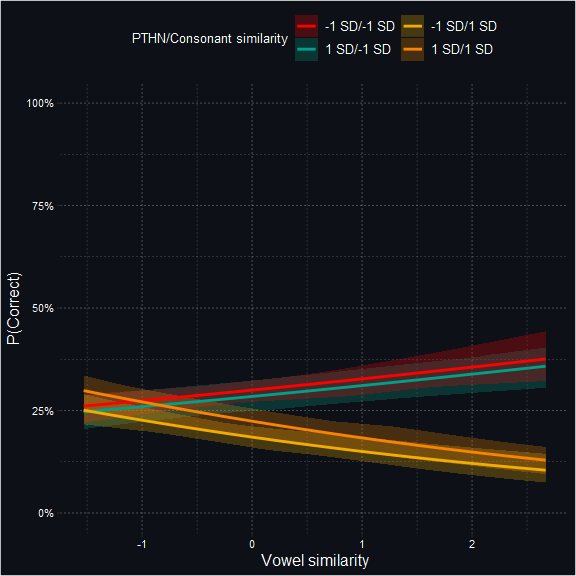 PTHN/Consonant similarity
-1 SD/-1 SD
-1 SD/1 SD
1 SD/-1 SD
1 SD/1 SD
100%
75%
50%
25%
0%
P(Correct)
-1
0
1
2
Vowel similarity